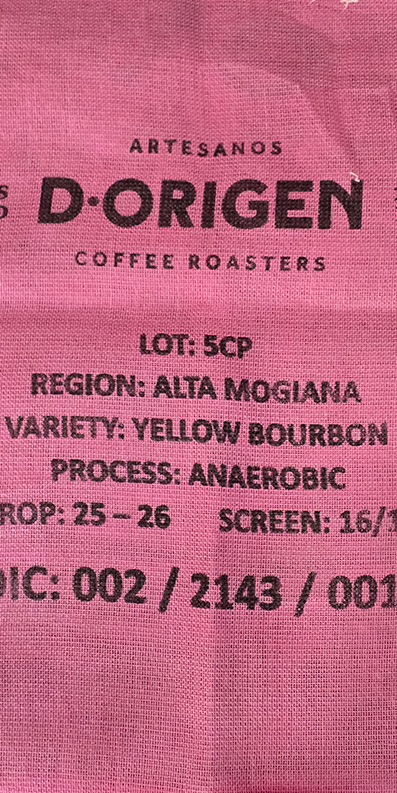 ARTESANOS
D·ORIGEN
COFFEE ROASTERS
LOT: 5CP
REGION: ALTA MOGIANA
VARIETY: YELLOW BOURBON
PROCESS: ANAEROBIC
ROP: 25 – 26 SCREEN: 16/1
IC: 002 / 2143 / 001